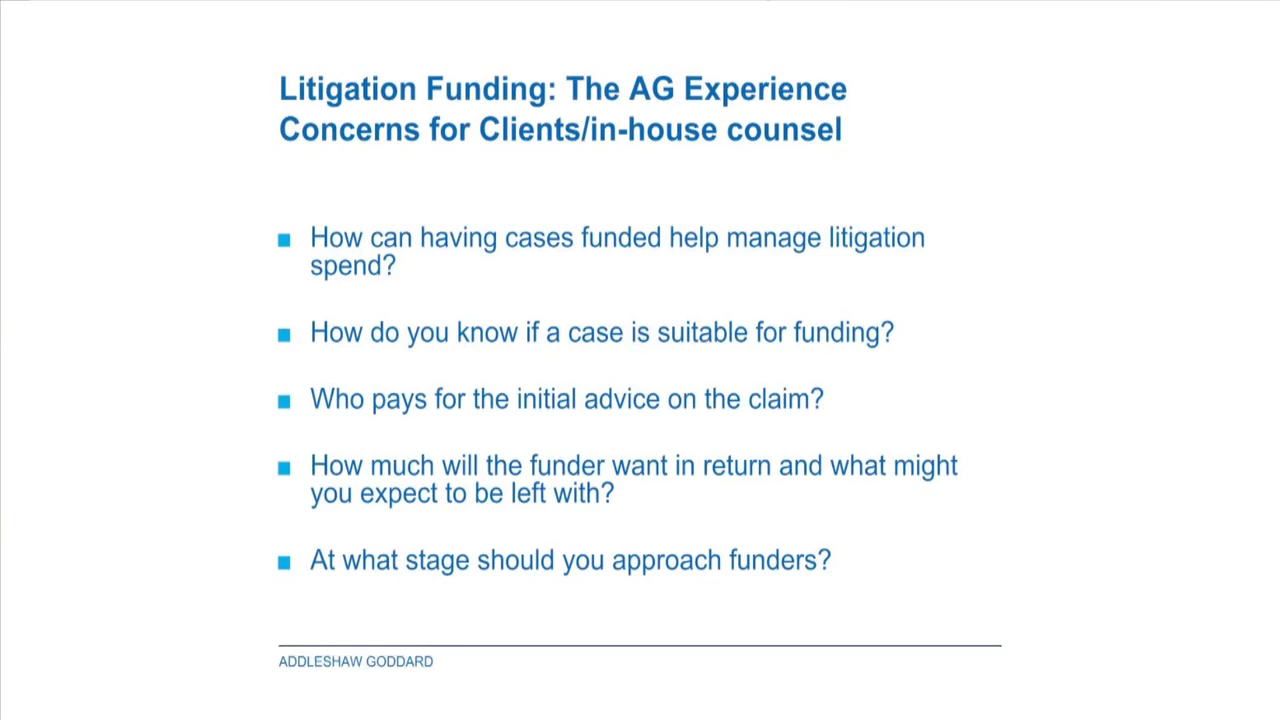 Litigation Funding: The AG Experience
Concerns for Clients/in-house counsel
How can having cases funded help manage litigation
spend?
How do you know if a case is suitable for funding?
Who pays for the initial advice on the claim?
How much will the funder want in return and what might
you expect to be left with?
At what stage should you approach funders?
ADDLESHAW GODDARD